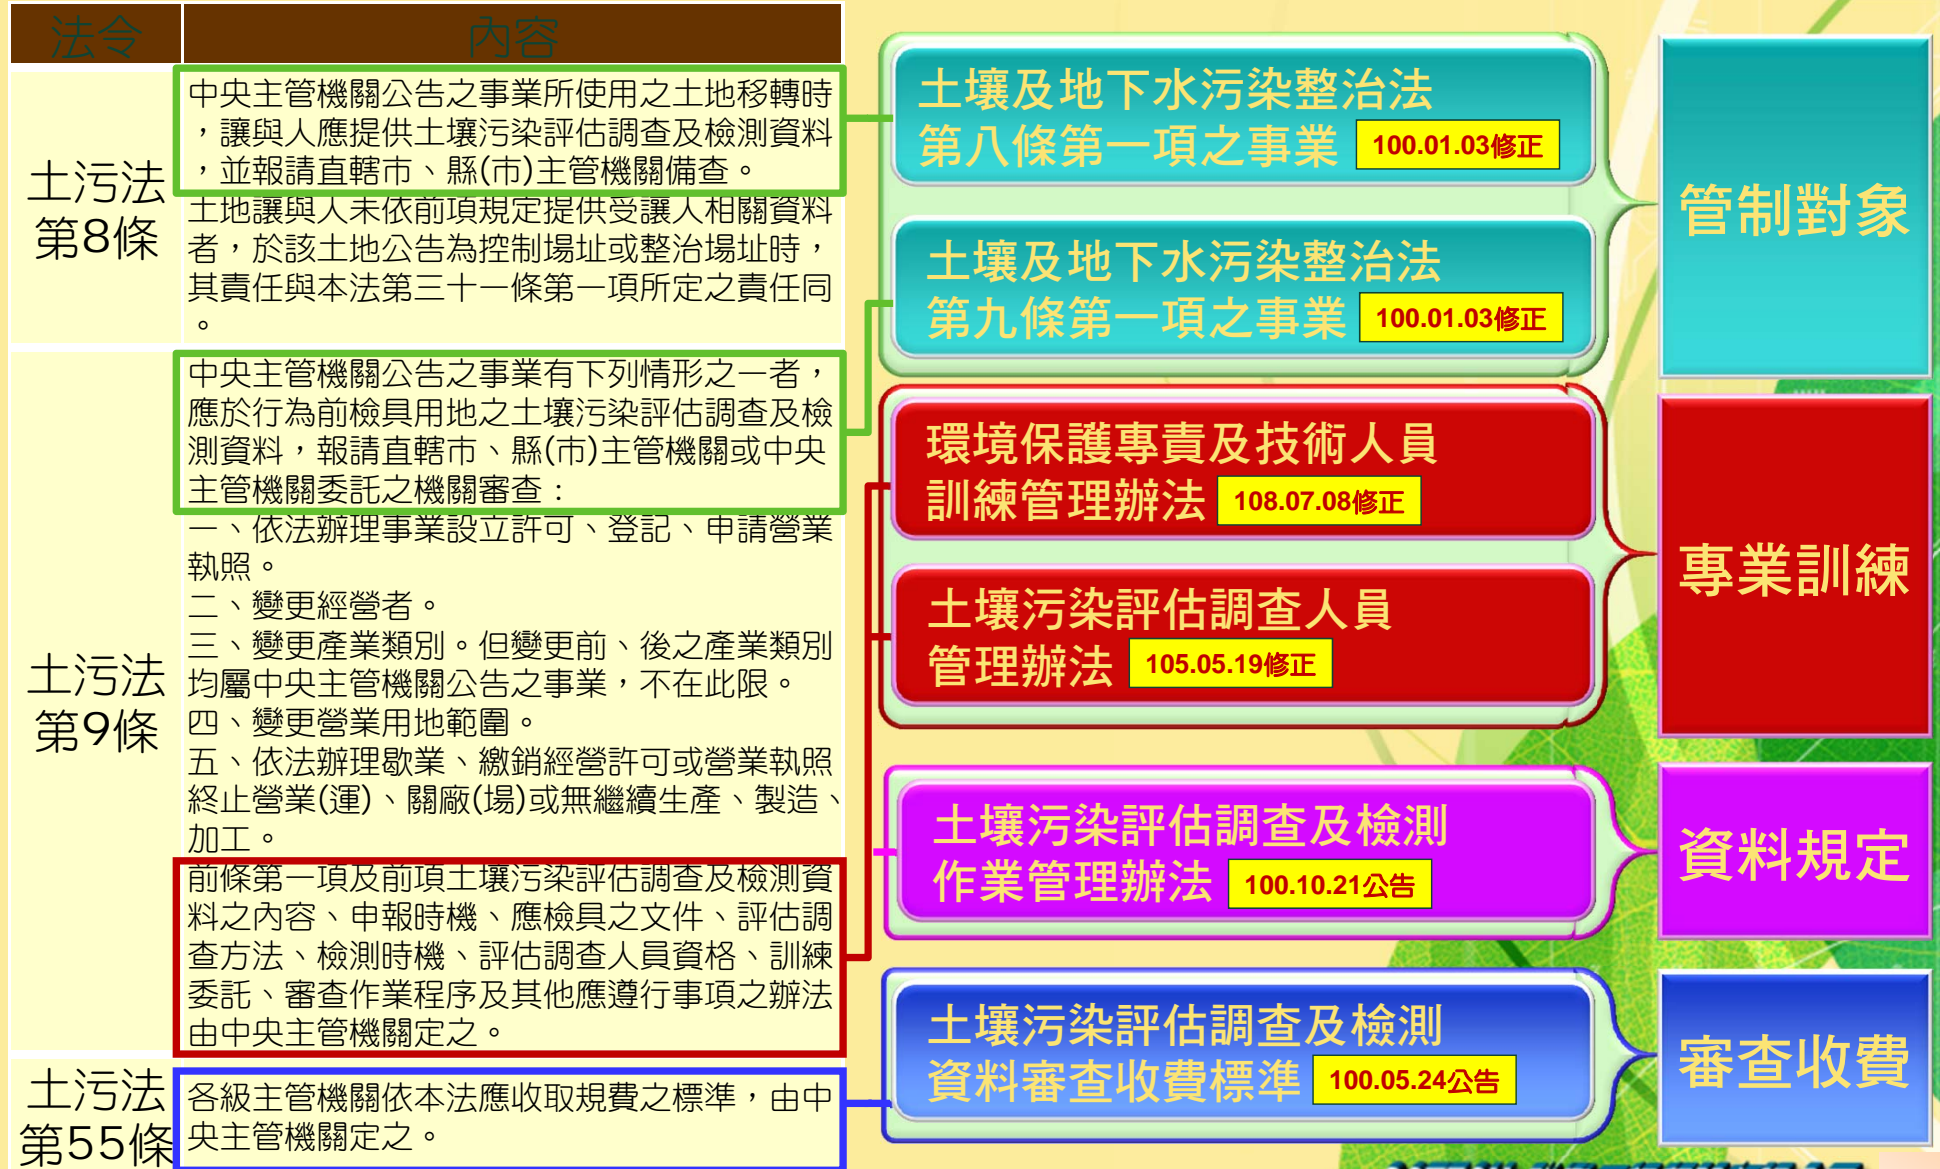 法令
內容
土污法
第8條
中央主管機關公告之事業所使用之土地移轉時
，讓與人應提供土壤污染評估調查及檢測資料
，並報請直轄市、縣(市)主管機關備查。
土地讓與人未依前項規定提供受讓人相關資料
者，於該土地公告為控制場址或整治場址時，
其責任與本法第三十一條第一項所定之責任同
。
土污法
第9條
中央主管機關公告之事業有下列情形之一者，
應於行為前檢具用地之土壤污染評估調查及檢
測資料，報請直轄市、縣(市)主管機關或中央
主管機關委託之機關審查：
一、依法辦理事業設立許可、登記、申請營業
執照。
二、變更經營者。
三、變更產業類別。但變更前、後之產業類別
均屬中央主管機關公告之事業，不在此限。
四、變更營業用地範圍。
五、依法辦理歇業、繳銷經營許可或營業執照
終止營業(運)、關廠(場)或無繼續生產、製造、
加工。
前條第一項及前項土壤污染評估調查及檢測資
料之內容、申報時機、應檢具之文件、評估調
查方法、檢測時機、評估調查人員資格、訓練
委託、審查作業程序及其他應遵行事項之辦法
由中央主管機關定之。
土污法
第55條
各級主管機關依本法應收取規費之標準，由中
央主管機關定之。
土壤及地下水污染整治法
第八條第一項之事業 100.01.03修正
土壤及地下水污染整治法
第九條第一項之事業 100.01.03修正
管制對象
環境保護專責及技術人員
訓練管理辦法 108.07.08修正
土壤污染評估調查人員
管理辦法 105.05.19修正
專業訓練
土壤污染評估調查及檢測
作業管理辦法 100.10.21公告
資料規定
土壤污染評估調查及檢測
資料審查收費標準 100.05.24公告
審查收費